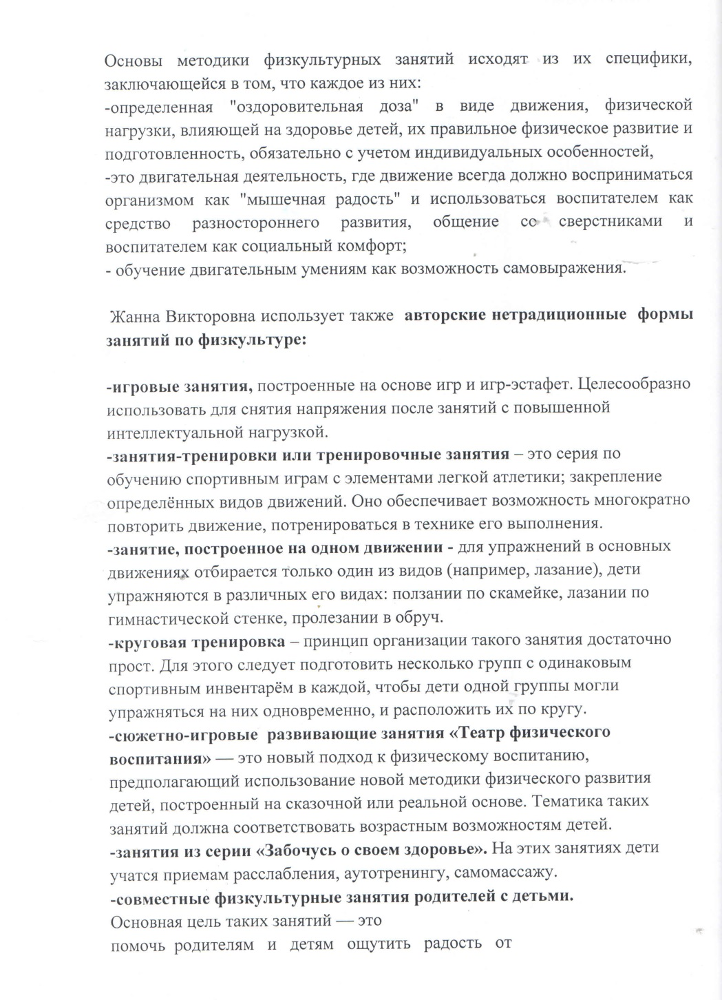 Основы методики физкультурных занятий исходят из их специфики,
заключающейся в том, что каждое из них:
-определенная "оздоровительная доза" в виде движения, физической
нагрузки, влияющей на здоровье детей, их правильное физическое развитие и
подготовленность, обязательно с учетом индивидуальных особенностей,
-это двигательная деятельность, где движение всегда должно восприниматься
организмом как "мышечная радость" и использоваться воспитателем как
средство разностороннего развития, общение со сверстниками и
воспитателем как социальный комфорт;
- обучение двигательным умениям как возможность самовыражения.
Жанна Викторовна использует также авторские нетрадиционные формы
занятий по физкультуре:
-игровые занятия, построенные на основе игр и игр-эстафет. Целесообразно
использовать для снятия напряжения после занятий с повышенной
интеллектуальной нагрузкой.
-занятия-тренировки или тренировочные занятия – это серия по
обучению спортивным играм с элементами легкой атлетики; закрепление
определённых видов движений. Оно обеспечивает возможность многократно
повторить движение, потренироваться в технике его выполнения.
-занятие, построенное на одном движении - для упражнений в основных
движениях отбирается только один из видов (например, лазание), дети
упражняются в различных его видах: ползании по скамейке, лазании по
гимнастической стенке, пролезании в обруч.
-круговая тренировка – принцип организации такого занятия достаточно
прост. Для этого следует подготовить несколько групп с одинаковым
спортивным инвентарём в каждой, чтобы дети одной группы могли
упражняться на них одновременно, и расположить их по кругу.
-сюжетно-игровые развивающие занятия «Театр физического
воспитания» — это новый подход к физическому воспитанию,
предполагающий использование новой методики физического развития
детей, построенный на сказочной или реальной основе. Тематика таких
занятий должна соответствовать возрастным возможностям детей.
-занятия из серии «Забочусь о своем здоровье». На этих занятиях дети
учатся приемам расслабления, аутотренингу, самомассажу.
-совместные физкультурные занятия родителей с детьми.
Основная цель таких занятий — это
помочь родителям и детям ощутить радость от